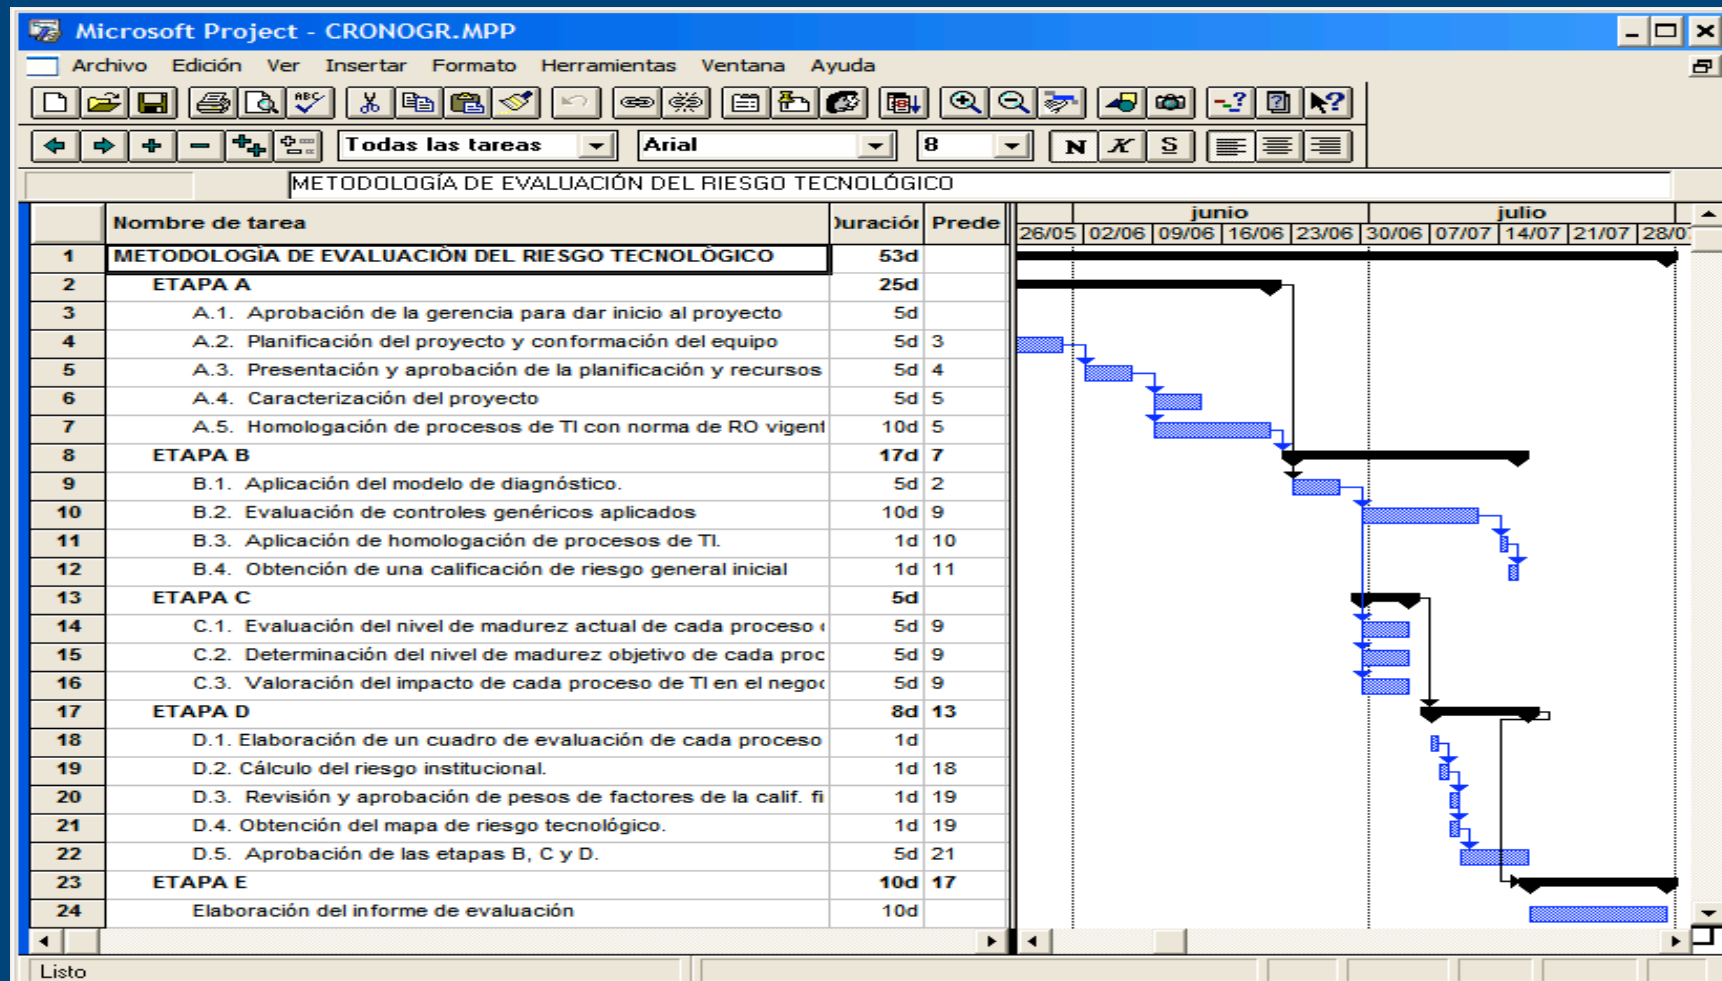 Microsoft Project - CRONOGR.MPP
Archivo Edición Ver Insertar Formato Herramientas Ventana Ayuda
Todas las tareas Arial 8 N K S
METODOLOGÍA DE EVALUACIÓN DEL RIESGO TECNOLÓGICO
Nombre de tarea Duración Prede junio julio
26/05 02/06 09/06 16/06 23/06 30/06 07/07 14/07 21/07 28/0
1 METODOLOGÍA DE EVALUACIÓN DEL RIESGO TECNOLÓGICO 53d
2 ETAPA A 25d
3 A.1. Aprobación de la gerencia para dar inicio al proyecto 5d
4 A.2. Planificación del proyecto y conformación del equipo 5d 3
5 A.3. Presentación y aprobación de la planificación y recursos 5d 4
6 A.4. Caracterización del proyecto 5d 5
7 A.5. Homologación de procesos de TI con norma de RO vigent 10d 5
8 ETAPA B 17d 7
9 B.1. Aplicación del modelo de diagnóstico. 5d 2
10 B.2. Evaluación de controles genéricos aplicados 10d 9
11 B.3. Aplicación de homologación de procesos de TI. 1d 10
12 B.4. Obtención de una calificación de riesgo general inicial 1d 11
13 ETAPA C 5d
14 C.1. Evaluación del nivel de madurez actual de cada proceso 5d 9
15 C.2. Determinación del nivel de madurez objetivo de cada proc 5d 9
16 C.3. Valoración del impacto de cada proceso de TI en el nego 5d 9
17 ETAPA D 8d 13
18 D.1. Elaboración de un cuadro de evaluación de cada proceso 1d
19 D.2. Cálculo del riesgo institucional. 1d 18
20 D.3. Revisión y aprobación de pesos de factores de la calif. fi 1d 19
21 D.4. Obtención del mapa de riesgo tecnológico. 1d 19
22 D.5. Aprobación de las etapas B, C y D. 5d 21
23 ETAPA E 10d 17
24 Elaboración del informe de evaluación 10d
Listo